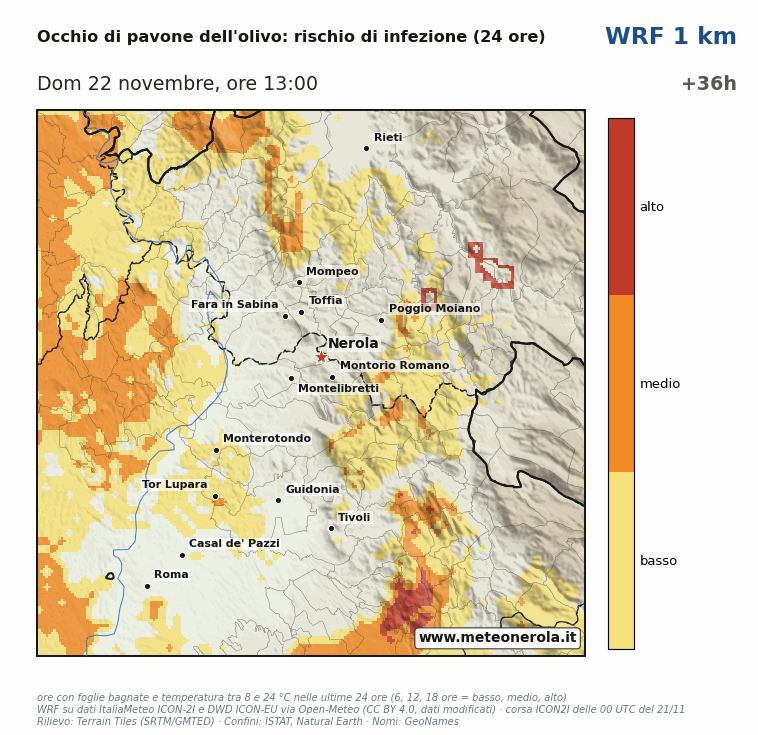 Occhio di pavone dell'olivo: rischio di infezione (24 ore)
WRF 1 km
Dom 22 novembre, ore 13:00
+36h
Rieti
Mompeo
Toffia
Fara in Sabina
Poggio Moiano
Nerola
Montorio Romano
Montelibretti
Monterotondo
Tor Lupara
Guidonia
Tivoli
Casal de' Pazzi
Roma
www.meteonerola.it
alto
medio
basso
ore con foglie bagnate e temperatura tra 8 e 24 °C nelle ultime 24 ore (6, 12, 18 ore = basso, medio, alto)
WRF su dati ItaliaMeteo ICON-2I e DWD ICON-EU via Open-Meteo (CC BY 4.0, dati modificati) · corsa ICON2I delle 00 UTC del 21/11
Rilievo: Terrain Tiles (SRTM/GMTED) · Confini: ISTAT, Natural Earth · Nomi: GeoNames